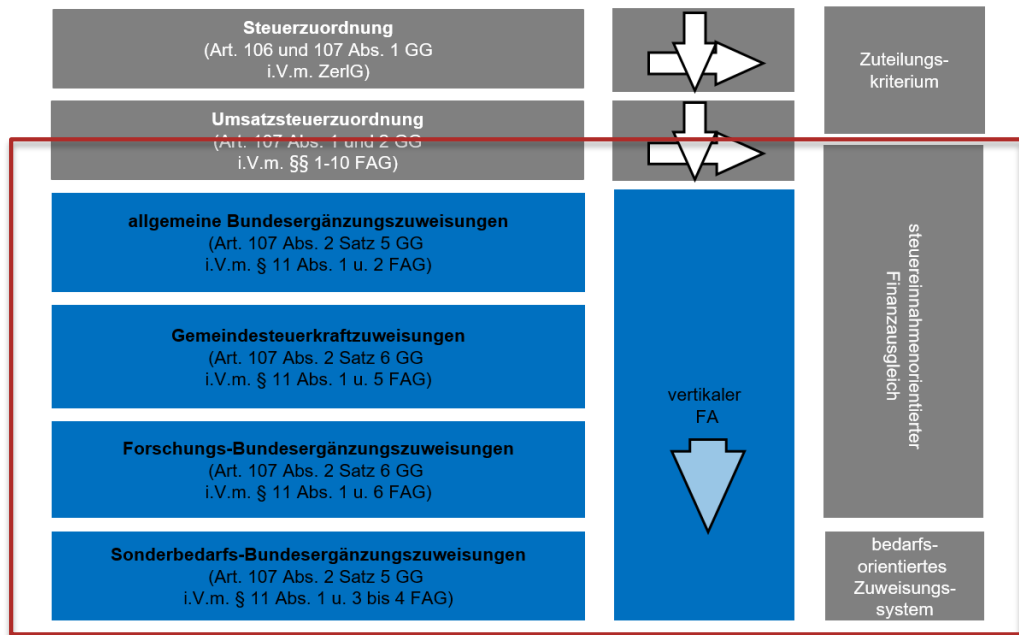 Steuerzuordnung
(Art. 106 und 107 Abs. 1 GG
i.V.m. ZerlG)
Zuteilungs-
kriterium
Umsatzsteuerzuordnung
(Art. 107 Abs. 1 und 2 GG
i.V.m. §§ 1-10 FAG)
allgemeine Bundesergänzungszuweisungen
(Art. 107 Abs. 2 Satz 5 GG
i.V.m. § 11 Abs. 1 u. 2 FAG)
Gemeindesteuerkraftzuweisungen
(Art. 107 Abs. 2 Satz 6 GG
i.V.m. § 11 Abs. 1 u. 5 FAG)
Forschungs-Bundesergänzungszuweisungen
(Art. 107 Abs. 2 Satz 6 GG
i.V.m. § 11 Abs. 1 u. 6 FAG)
Sonderbedarfs-Bundesergänzungszuweisungen
(Art. 107 Abs. 2 Satz 5 GG
i.V.m. § 11 Abs. 1 u. 3 bis 4 FAG)
vertikaler
FA
steuereinnahmenorientierter
Finanzausgleich
bedarfs-
orientiertes
Zuweisungs-
system